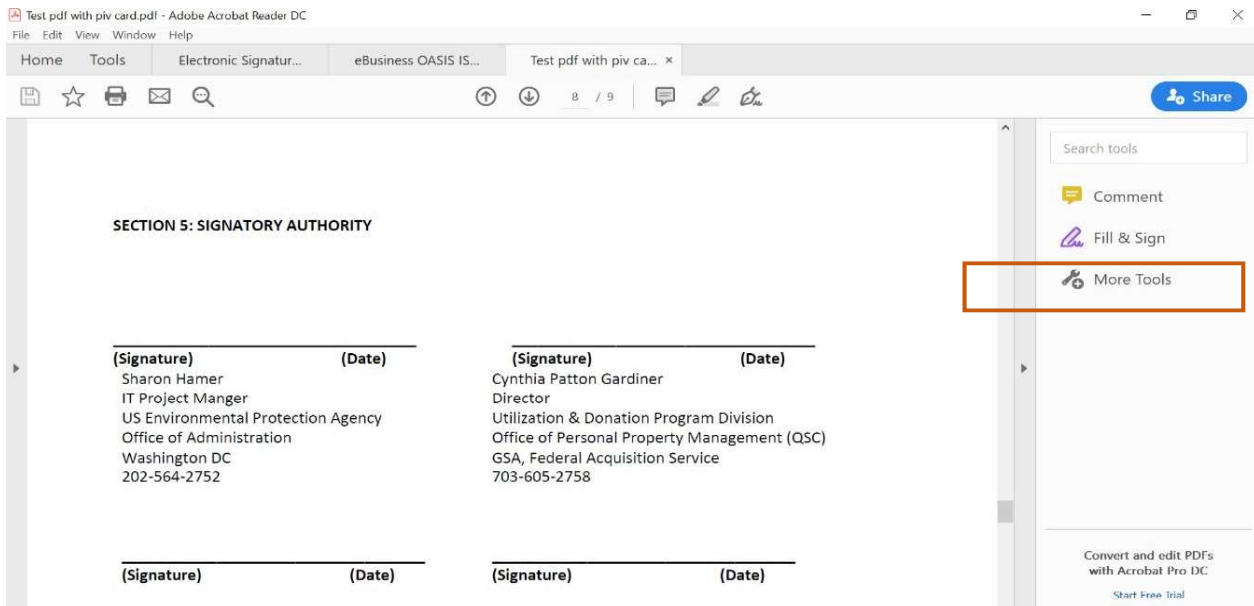 Test pdf with piv card.pdf - Adobe Acrobat Reader DC
File Edit View Window Help
Home Tools Electronic Signatur... eBusiness OASIS IS... Test pdf with piv ca... ×
8 / 9 Share
Search tools
Comment
Fill & Sign
More Tools
SECTION 5: SIGNATORY AUTHORITY
(Signature) (Date)
Sharon Hamer
IT Project Manger
US Environmental Protection Agency
Office of Administration
Washington DC
202-564-2752
(Signature) (Date)
Cynthia Patton Gardiner
Director
Utilization & Donation Program Division
Office of Personal Property Management (QSC)
GSA, Federal Acquisition Service
703-605-2758
(Signature) (Date)
(Signature) (Date)
Convert and edit PDFs
with Acrobat Pro DC
Start Free Trial